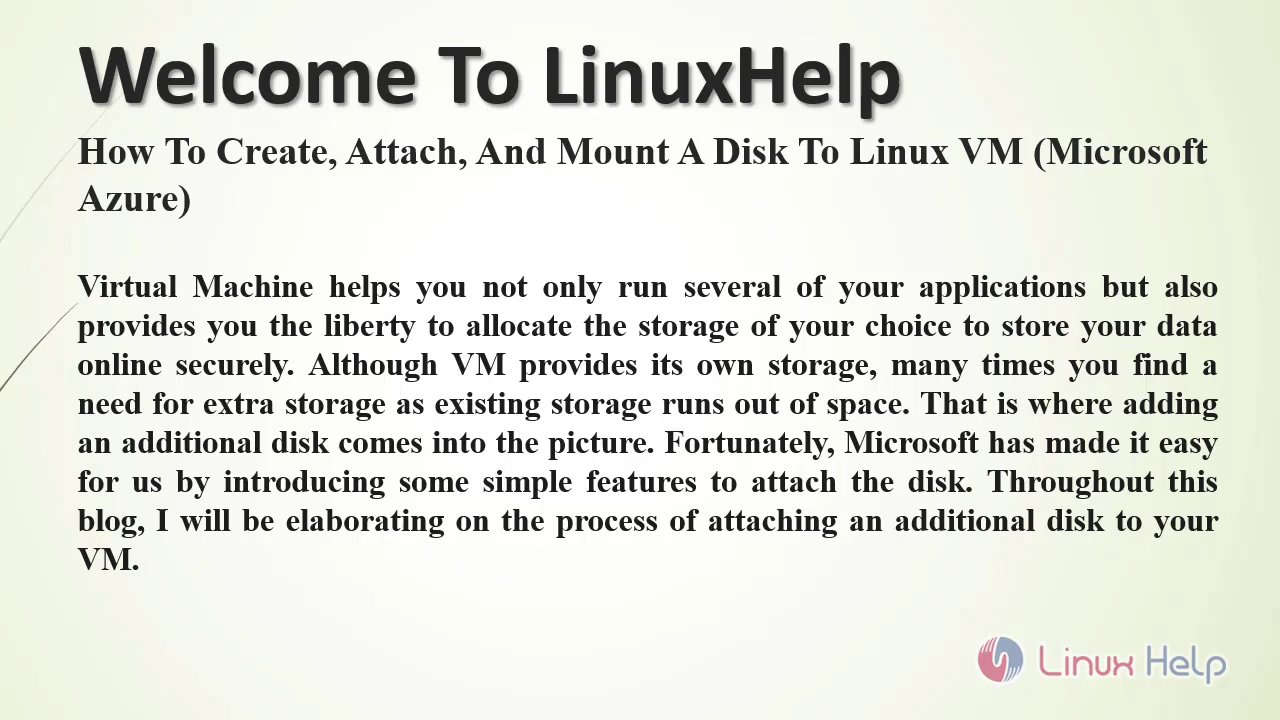 Welcome To LinuxHelp
How To Create, Attach, And Mount A Disk To Linux VM (Microsoft
Azure)
Virtual Machine helps you not only run several of your applications but also
provides you the liberty to allocate the storage of your choice to store your data
online securely. Although VM provides its own storage, many times you find a
need for extra storage as existing storage runs out of space. That is where adding
an additional disk comes into the picture. Fortunately, Microsoft has made it easy
for us by introducing some simple features to attach the disk. Throughout this
blog, I will be elaborating on the process of attaching an additional disk to your
VM.
Linux Help